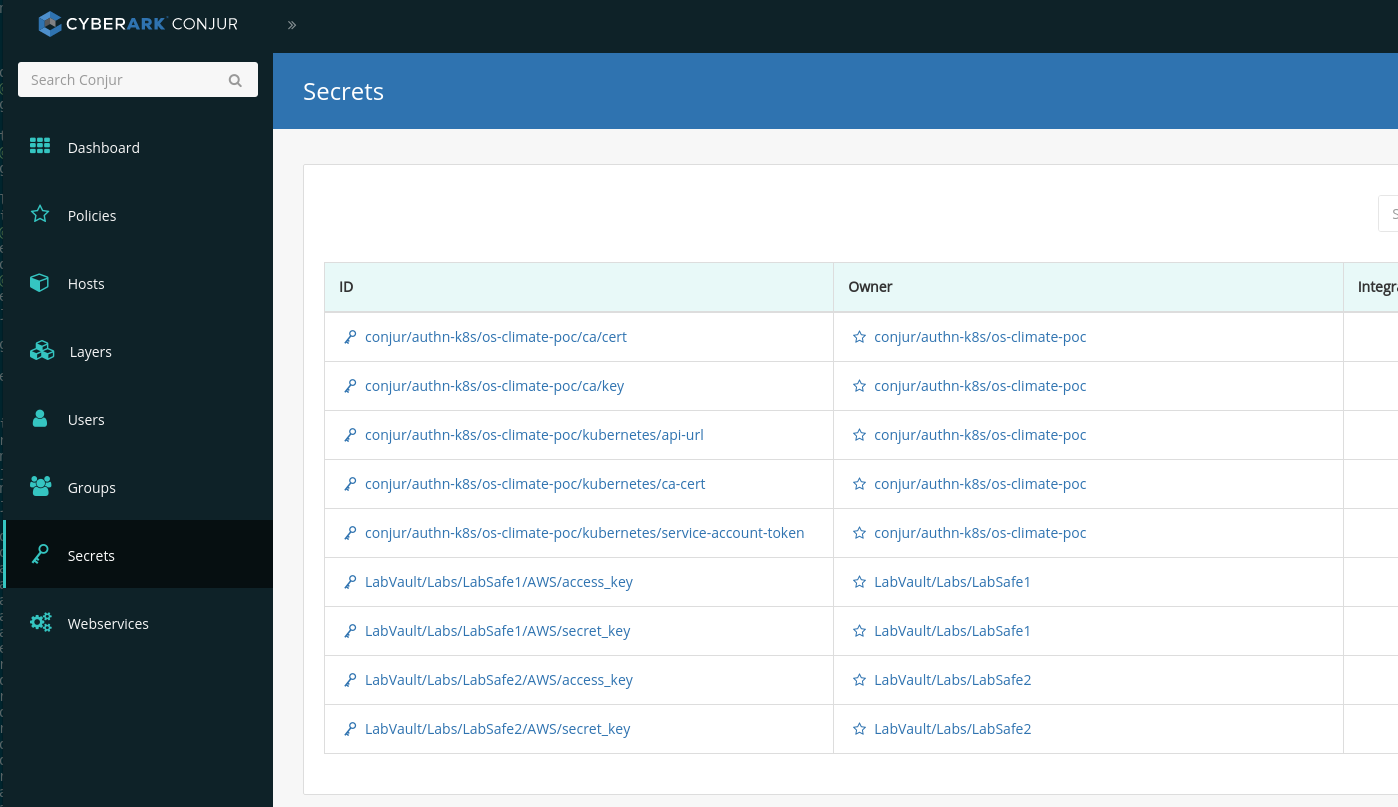 CYBERARK CONJUR »
Search Conjur
Secrets
Dashboard
Policies
Hosts
Layers
Users
Groups
Secrets
Webservices
ID Owner
conjur/authn-k8s/os-climate-poc/ca/cert conjur/authn-k8s/os-climate-poc
conjur/authn-k8s/os-climate-poc/ca/key conjur/authn-k8s/os-climate-poc
conjur/authn-k8s/os-climate-poc/kubernetes/api-url conjur/authn-k8s/os-climate-poc
conjur/authn-k8s/os-climate-poc/kubernetes/ca-cert conjur/authn-k8s/os-climate-poc
conjur/authn-k8s/os-climate-poc/kubernetes/service-account-token conjur/authn-k8s/os-climate-poc
LabVault/Labs/LabSafe1/AWS/access_key LabVault/Labs/LabSafe1
LabVault/Labs/LabSafe1/AWS/secret_key LabVault/Labs/LabSafe1
LabVault/Labs/LabSafe2/AWS/access_key LabVault/Labs/LabSafe2
LabVault/Labs/LabSafe2/AWS/secret_key LabVault/Labs/LabSafe2